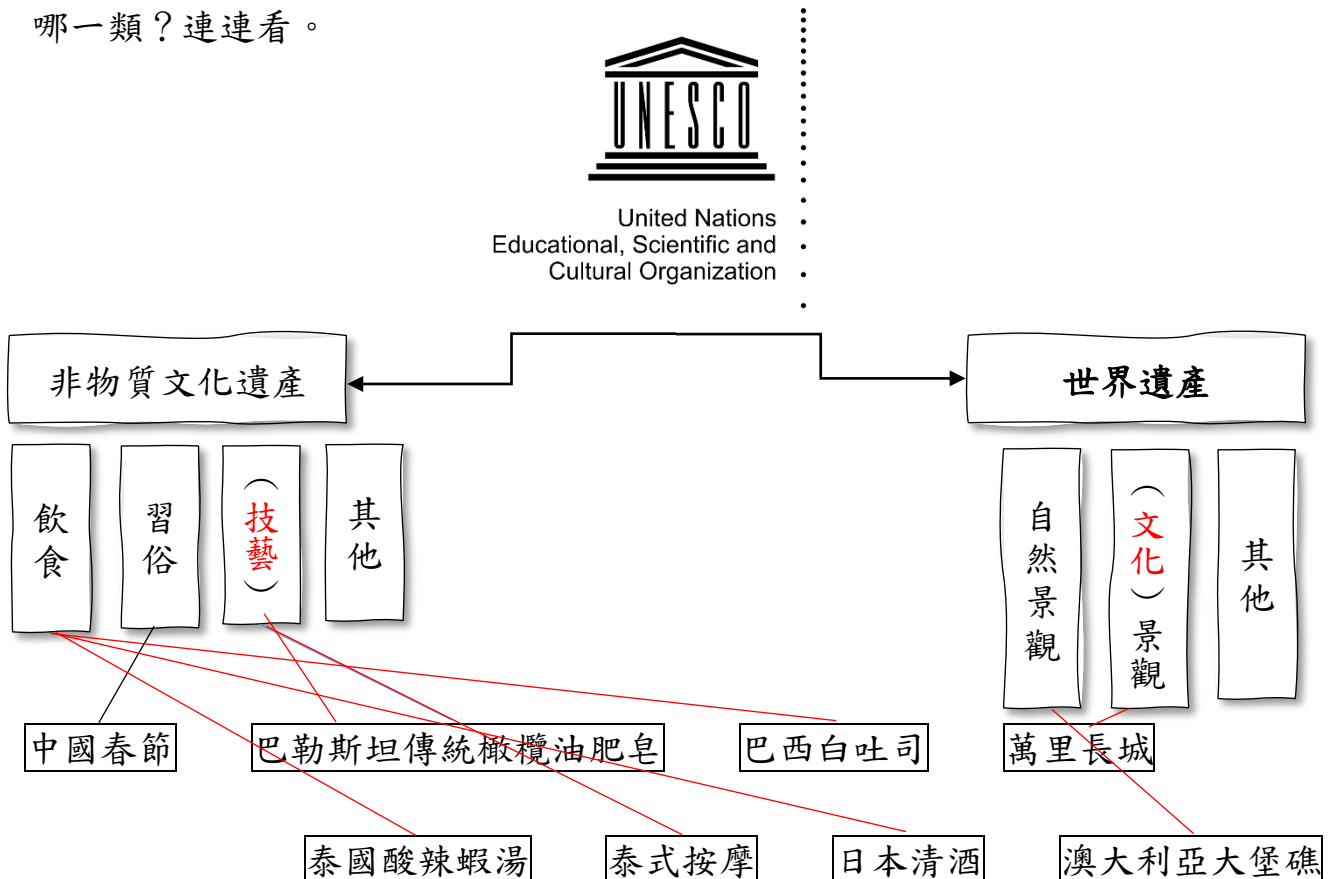 哪一類？連連看。
UNESCO
United Nations
Educational, Scientific and
Cultural Organization
非物質文化遺產
世界遺產
飲食
習俗
（技藝）
其他
自然景觀
（文化）景觀
其他
中國春節
巴勒斯坦傳統橄欖油肥皂
巴西白吐司
萬里長城
泰國酸辣蝦湯
泰式按摩
日本清酒
澳大利亞大堡礁